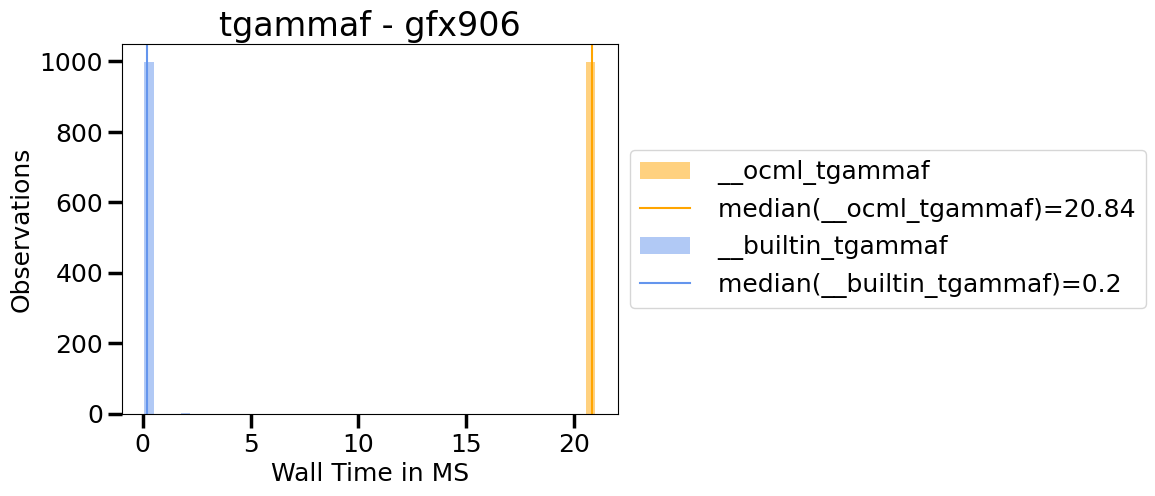 tgammaf - gfx906
1000
800
600
400
200
0
Observations
0 5 10 15 20
Wall Time in MS
__ocml_tgammaf
median(__ocml_tgammaf)=20.84
__builtin_tgammaf
median(__builtin_tgammaf)=0.2